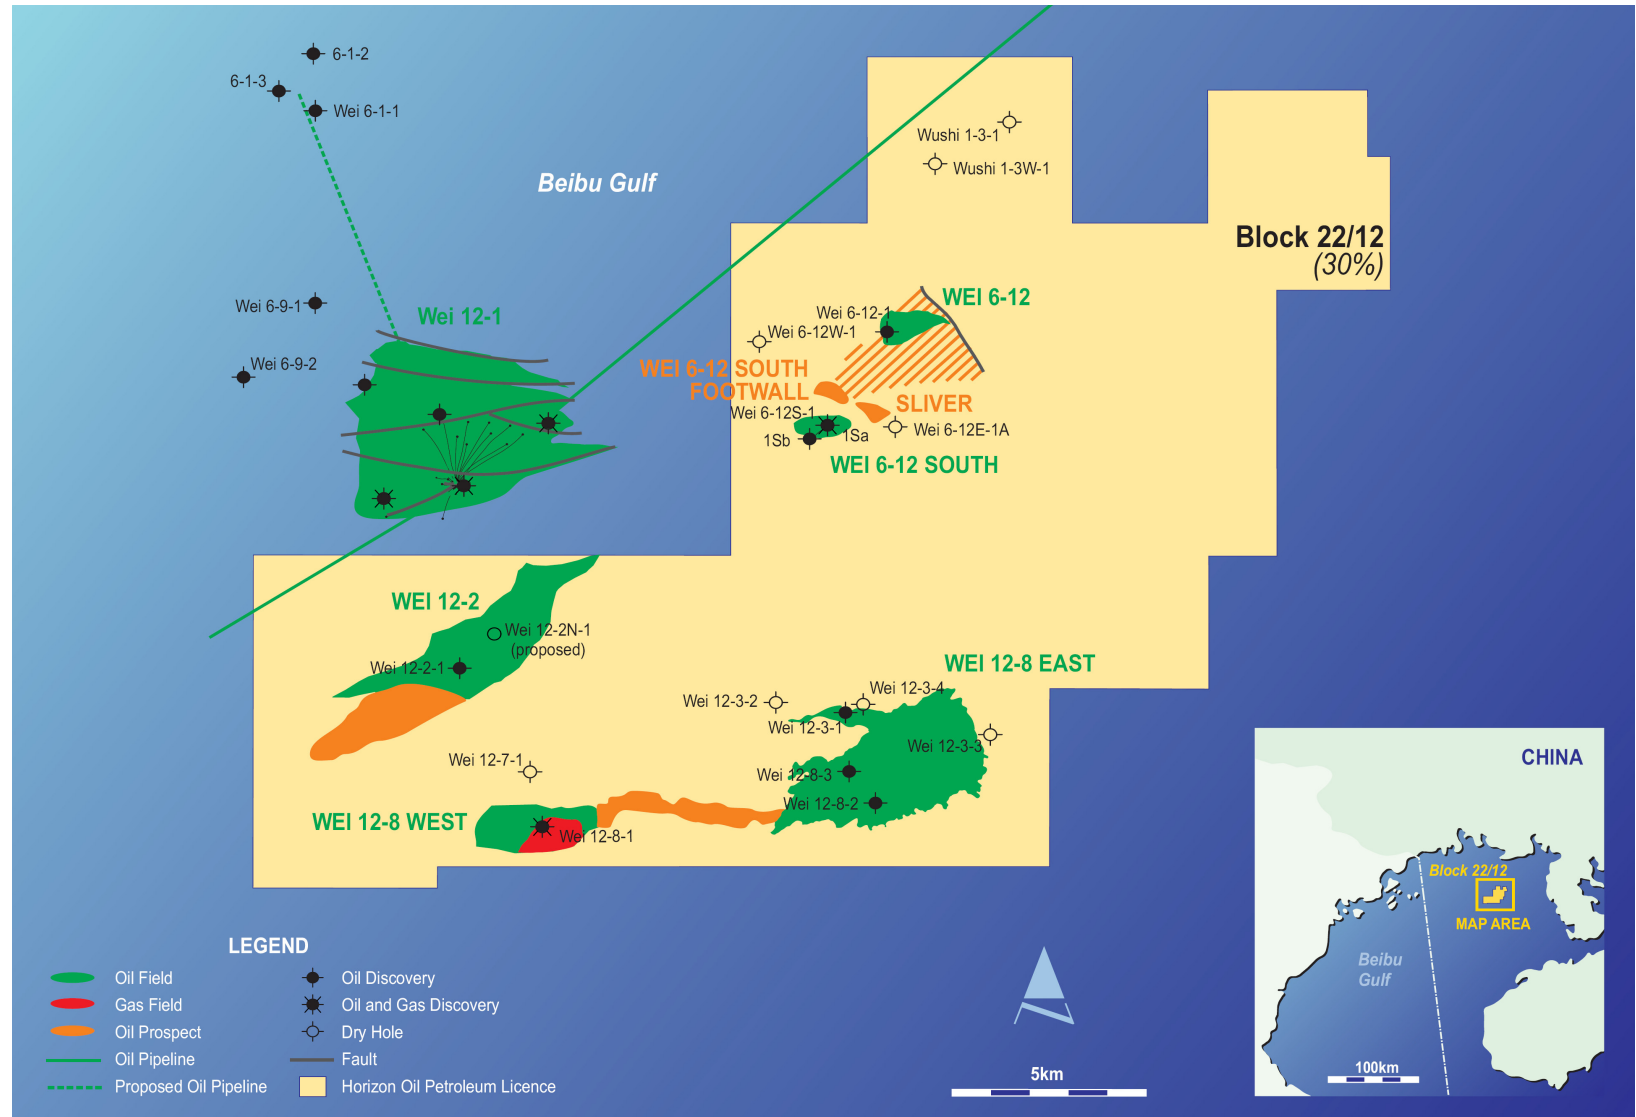 6-1-2
6-1-3
Wei 6-1-1
Wushi 1-3-1
Wushi 1-3W-1
Beibu Gulf
Block 22/12
(30%)
Wei 6-9-1
Wei 12-1
WEI 6-12
Wei 6-12-1
Wei 6-12W-1
Wei 6-9-2
WEI 6-12 SOUTH
FOOTWALL
SLIVER
Wei 6-12S-1
Wei 6-12E-1A
1Sb
1Sa
WEI 6-12 SOUTH
WEI 12-2
Wei 12-2N-1
(proposed)
Wei 12-2-1
WEI 12-8 EAST
Wei 12-3-4
Wei 12-3-2
Wei 12-3-1
Wei 12-3-3
Wei 12-7-1
Wei 12-8-3
Wei 12-8-2
WEI 12-8 WEST
Wei 12-8-1
CHINA
Block 22/12
MAP AREA
Beibu
Gulf
100km
5km
LEGEND
Oil Field
Gas Field
Oil Prospect
Oil Pipeline
Proposed Oil Pipeline
Oil Discovery
Oil and Gas Discovery
Dry Hole
Fault
Horizon Oil Petroleum Licence